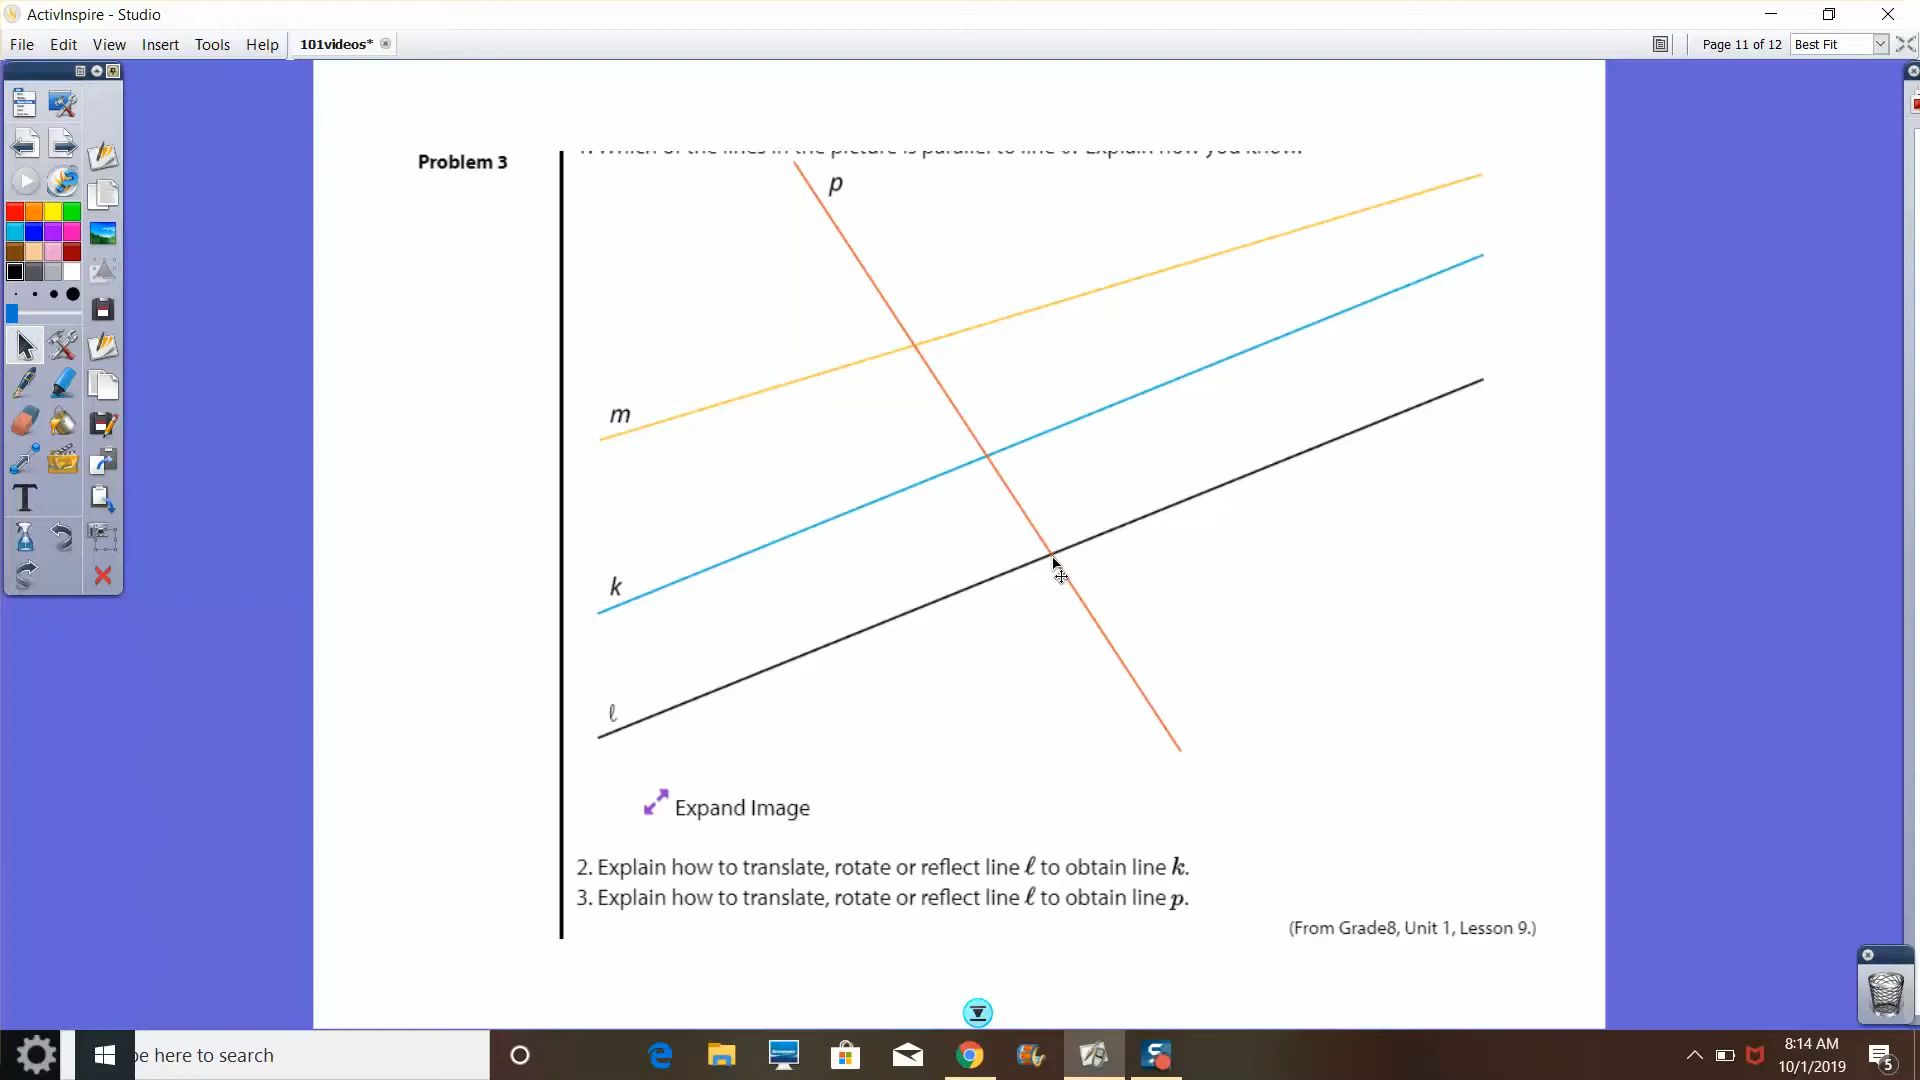 ActivInspire - Studio
File Edit View Insert Tools Help 101videos* Page 11 of 12 Best Fit
Problem 3
p
m
k
ℓ
Expand Image
2. Explain how to translate, rotate or reflect line ℓ to obtain line k.
3. Explain how to translate, rotate or reflect line ℓ to obtain line p.
(From Grade8, Unit 1, Lesson 9.)
T
pe here to search
8:14 AM
10/1/2019
5